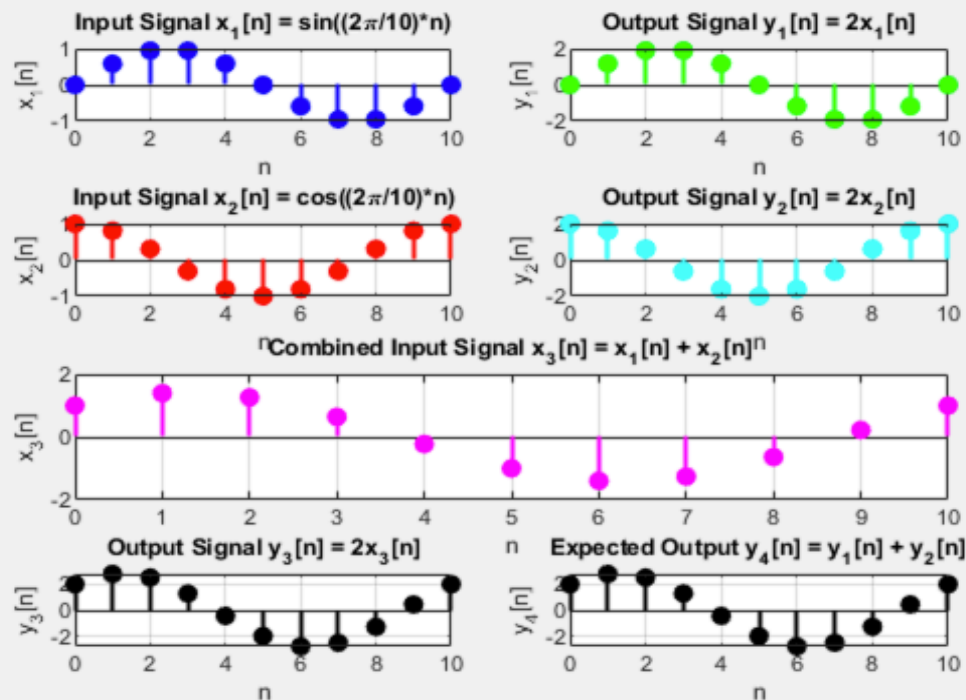 Input Signal x₁[n] = sin((2π/10)*n)
Output Signal y₁[n] = 2x₁[n]
x₁[n]
1
0
-1
0 2 4 6 8 10
n
y₁[n]
2
0
-2
0 2 4 6 8 10
n
Input Signal x₂[n] = cos((2π/10)*n)
Output Signal y₂[n] = 2x₂[n]
x₂[n]
1
0
-1
0 2 4 6 8 10
n
y₂[n]
2
0
-2
0 2 4 6 8 10
n
Combined Input Signal x₃[n] = x₁[n] + x₂[n]
x₃[n]
2
0
-2
0 1 2 3 4 5 6 7 8 9 10
n
Output Signal y₃[n] = 2x₃[n]
Expected Output y₄[n] = y₁[n] + y₂[n]
y₃[n]
2
0
-2
0 2 4 6 8 10
n
y₄[n]
2
0
-2
0 2 4 6 8 10
n